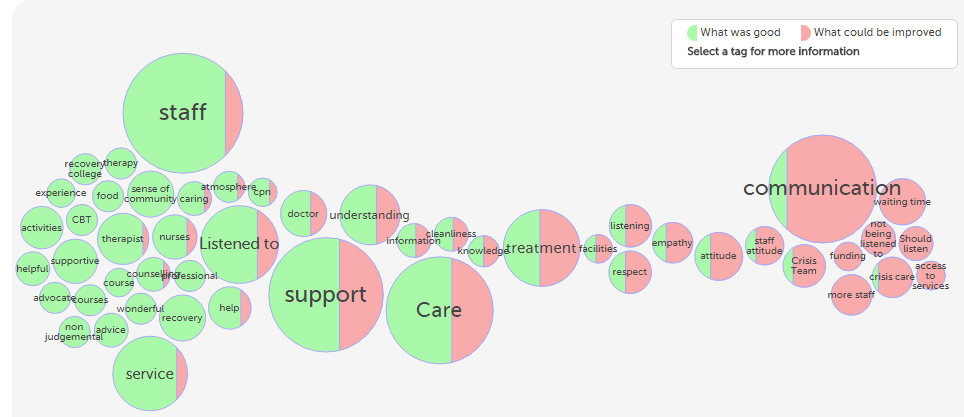 What was good
What could be improved
Select a tag for more information
staff
recovery
college
therapy
experience
food
sense of
community
caring
atmosphere
cpn
activities
CBT
therapist
nurses
Listened to
doctor
understanding
information
cleanliness
knowledge
treatment
facilities
listening
empathy
respect
attitude
staff
attitude
communication
waiting time
not
being
listened
to
Should
listen
Crisis
Team
funding
crisis care
access
to
services
more staff
helpful
supportive
course
counselling
professional
advocate
courses
wonderful
recovery
help
support
Care
non
judgemental
advice
service